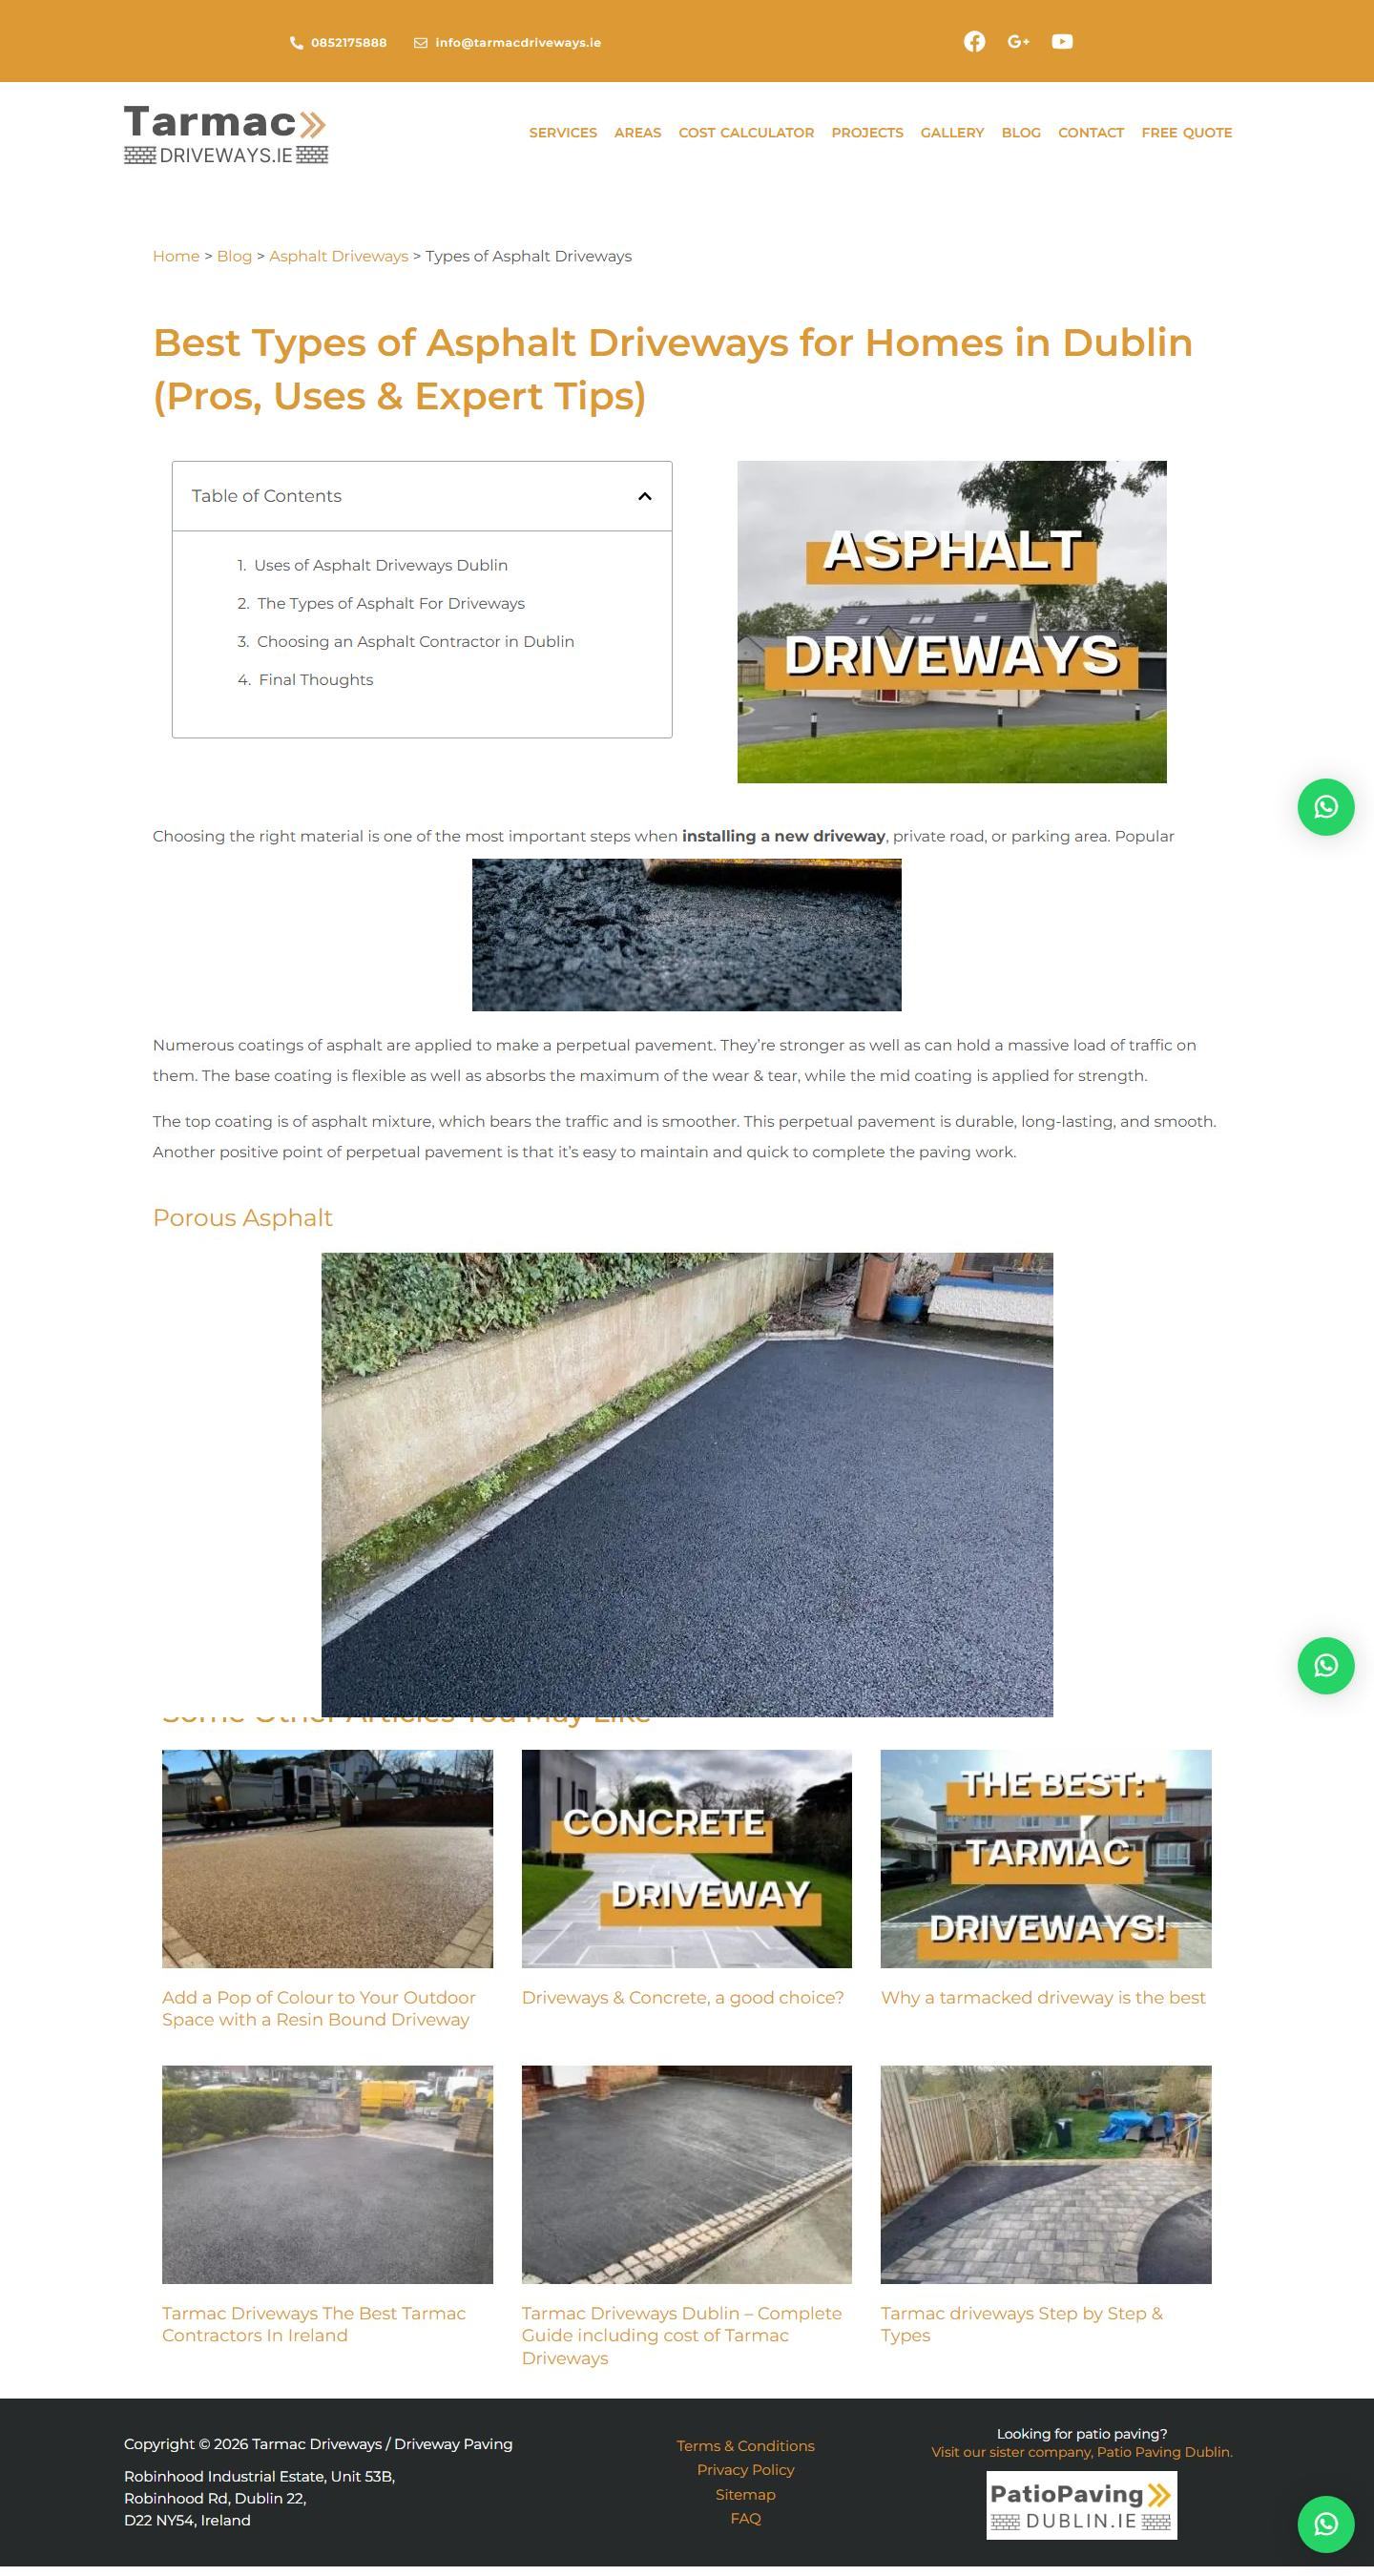 0852175888
info@tarmacdriveways.ie
Tarmac
DRIVEWAYS.IE
SERVICES AREAS COST CALCULATOR PROJECTS GALLERY BLOG CONTACT FREE QUOTE
Home > Blog > Asphalt Driveways > Types of Asphalt Driveways
Best Types of Asphalt Driveways for Homes in Dublin
(Pros, Uses & Expert Tips)
Table of Contents
1. Uses of Asphalt Driveways Dublin
2. The Types of Asphalt For Driveways
3. Choosing an Asphalt Contractor in Dublin
4. Final Thoughts
ASPHALT
DRIVEWAYS
Choosing the right material is one of the most important steps when installing a new driveway, private road, or parking area. Popular
Numerous coatings of asphalt are applied to make a perpetual pavement. They’re stronger as well as can hold a massive load of traffic on
them. The base coating is flexible as well as absorbs the maximum of the wear & tear, while the mid coating is applied for strength.
The top coating is of asphalt mixture, which bears the traffic and is smoother. This perpetual pavement is durable, long-lasting, and smooth.
Another positive point of perpetual pavement is that it’s easy to maintain and quick to complete the paving work.
Porous Asphalt
Some Other Articles You May Like
CONCRETE
DRIVEWAY
THE BEST:
TARMAC
DRIVEWAYS!
Add a Pop of Colour to Your Outdoor
Space with a Resin Bound Driveway
Driveways & Concrete, a good choice?
Why a tarmacked driveway is the best
Tarmac Driveways The Best Tarmac
Contractors In Ireland
Tarmac Driveways Dublin – Complete
Guide including cost of Tarmac
Driveways
Tarmac driveways Step by Step &
Types
Copyright © 2026 Tarmac Driveways / Driveway Paving
Robinhood Industrial Estate, Unit 53B,
Robinhood Rd, Dublin 22,
D22 NY54, Ireland
Terms & Conditions
Privacy Policy
Sitemap
FAQ
Looking for patio paving?
Visit our sister company, Patio Paving Dublin.
PatioPaving
DUBLIN.IE